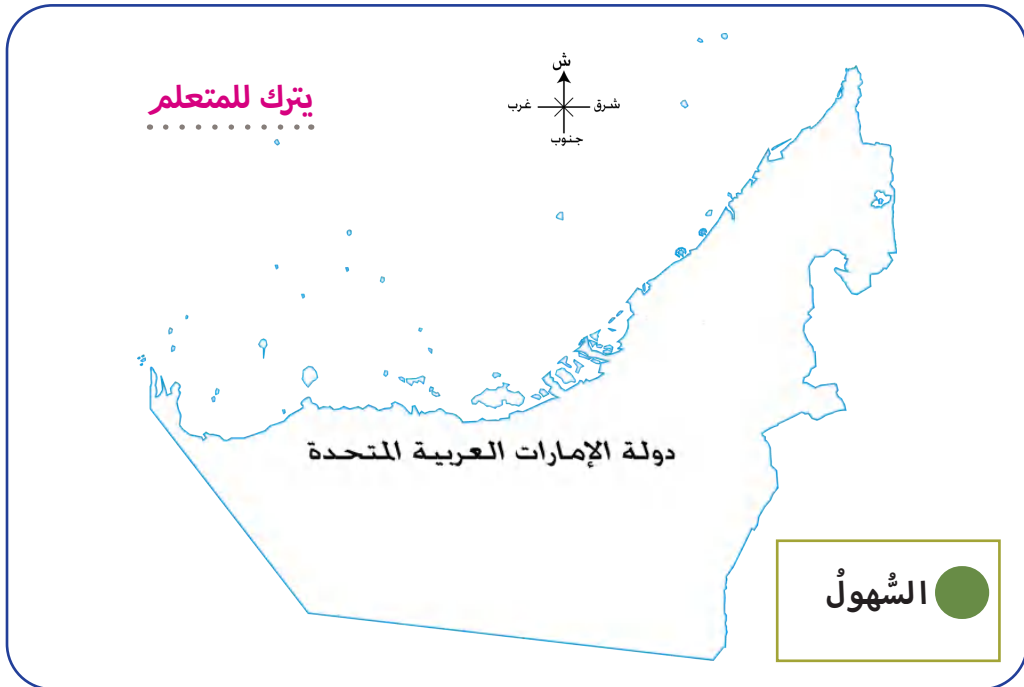 يترك للمتعلم
ش
غرب
شرق
جنوب
دولة الإمارات العربية المتحدة
السُّهولُ